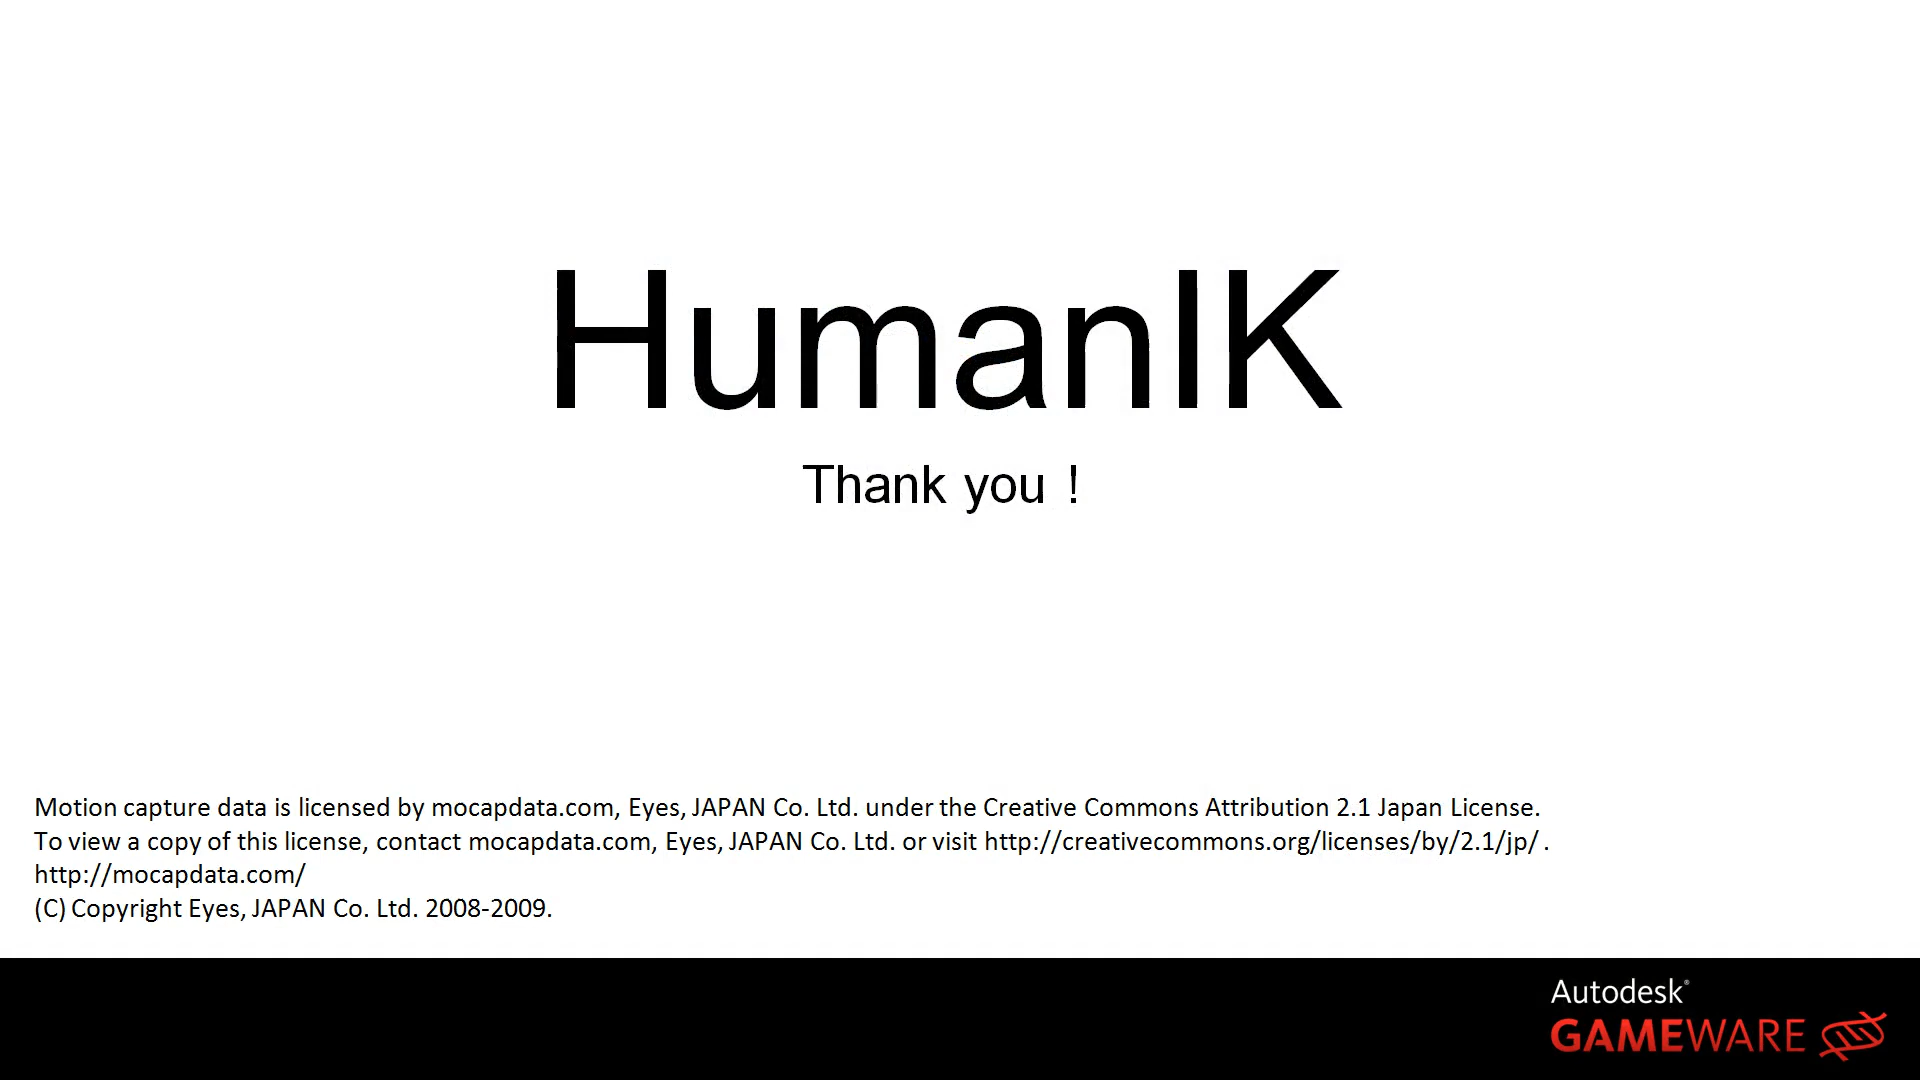 HumanIK
Thank you !
Motion capture data is licensed by mocapdata.com, Eyes, JAPAN Co. Ltd. under the Creative Commons Attribution 2.1 Japan License.
To view a copy of this license, contact mocapdata.com, Eyes, JAPAN Co. Ltd. or visit http://creativecommons.org/licenses/by/2.1/jp/ .
http://mocapdata.com/
(C) Copyright Eyes, JAPAN Co. Ltd. 2008-2009.
Autodesk®
GAMEWARE